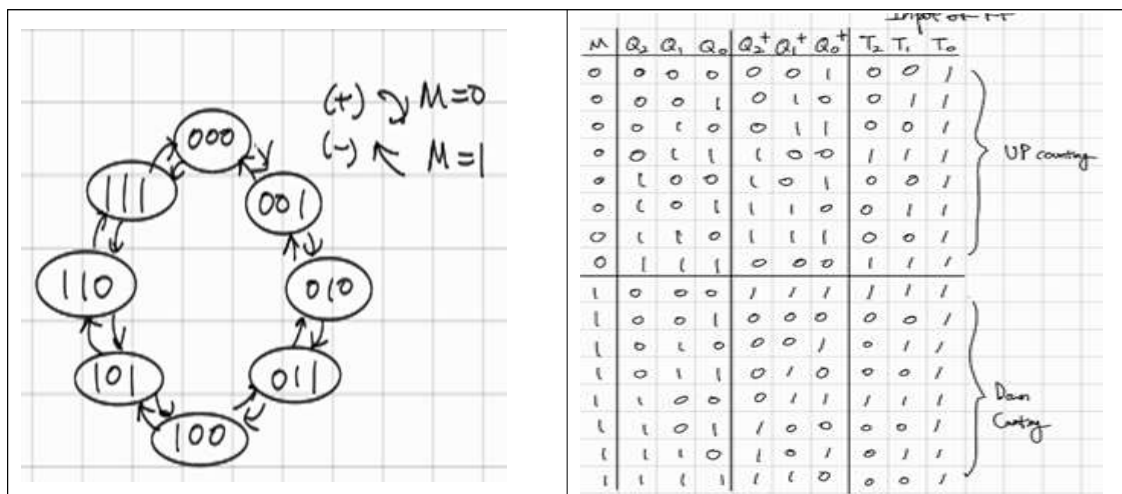 000
(+) M=0
(-) M=1
111
001
110
010
101
011
100
Input of FF
M Q₂ Q₁ Q₀ Q₂⁺ Q₁⁺ Q₀⁺ T₂ T₁ T₀
0 0 0 0 0 0 1 0 0 1
0 0 0 1 0 1 0 0 1 1
0 0 1 0 0 1 1 0 0 1
0 0 1 1 1 0 0 1 1 1
UP counting
0 1 0 0 1 0 1 0 0 1
0 1 0 1 1 1 0 0 1 1
0 1 1 0 1 1 1 0 0 1
0 1 1 1 0 0 0 1 1 1
1 0 0 0 1 1 1 1 1 1
1 0 0 1 0 0 0 0 0 1
1 0 1 0 0 0 1 0 1 1
1 0 1 1 0 1 0 0 0 1
1 1 0 0 0 1 1 1 1 1
Down
Counting
1 1 0 1 1 0 0 0 0 1
1 1 1 0 1 0 1 0 1 1
1 1 1 1 1 1 0 0 0 1